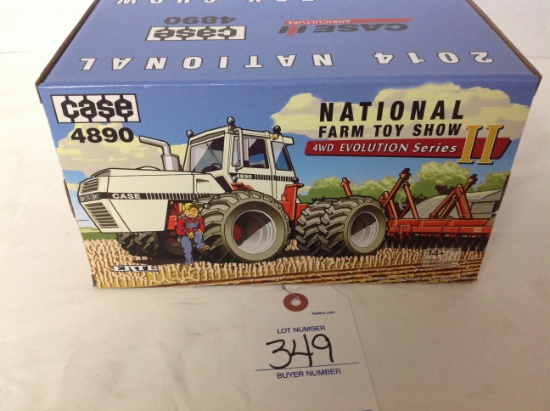 2014 NATIONAL
CASE IH
AGRICULTURE
case
4890
case
4890
NATIONAL
FARM TOY SHOW
4WD EVOLUTION Series II
4890
CASE
ERTL
LOT NUMBER
349
BUYER NUMBER